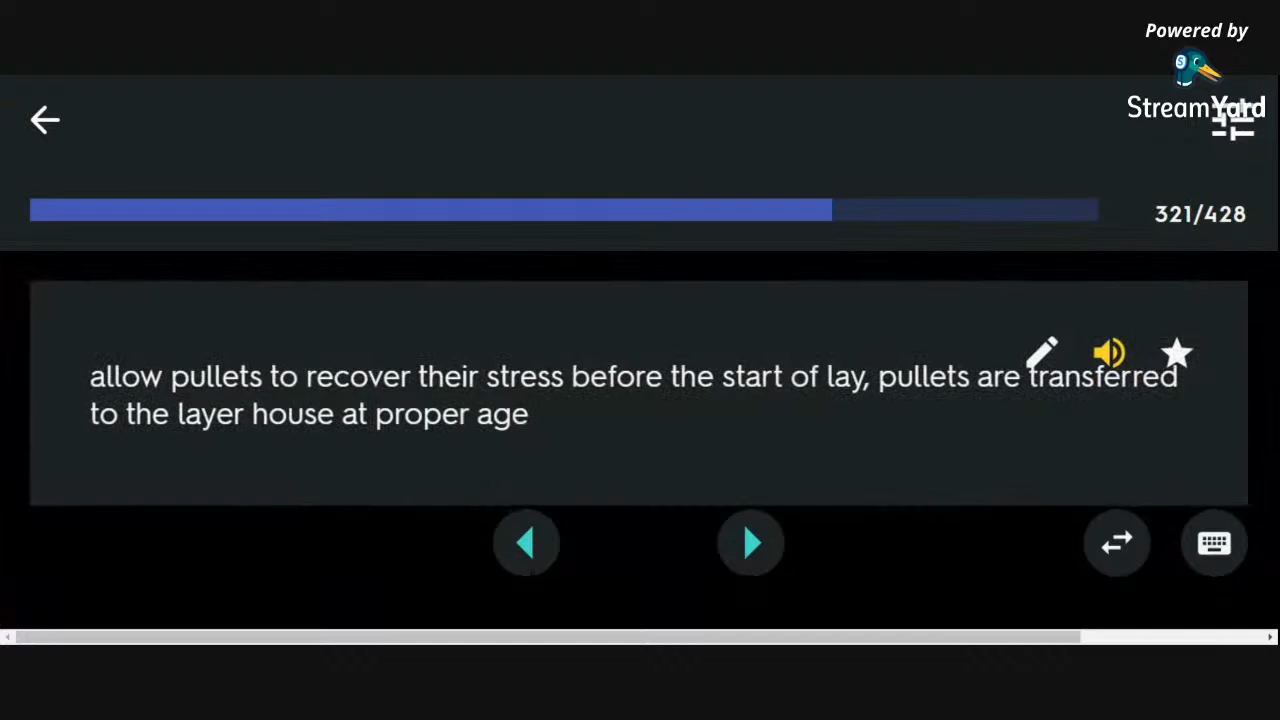 Powered by
StreamYard
321/428
allow pullets to recover their stress before the start of lay, pullets are transferred
to the layer house at proper age